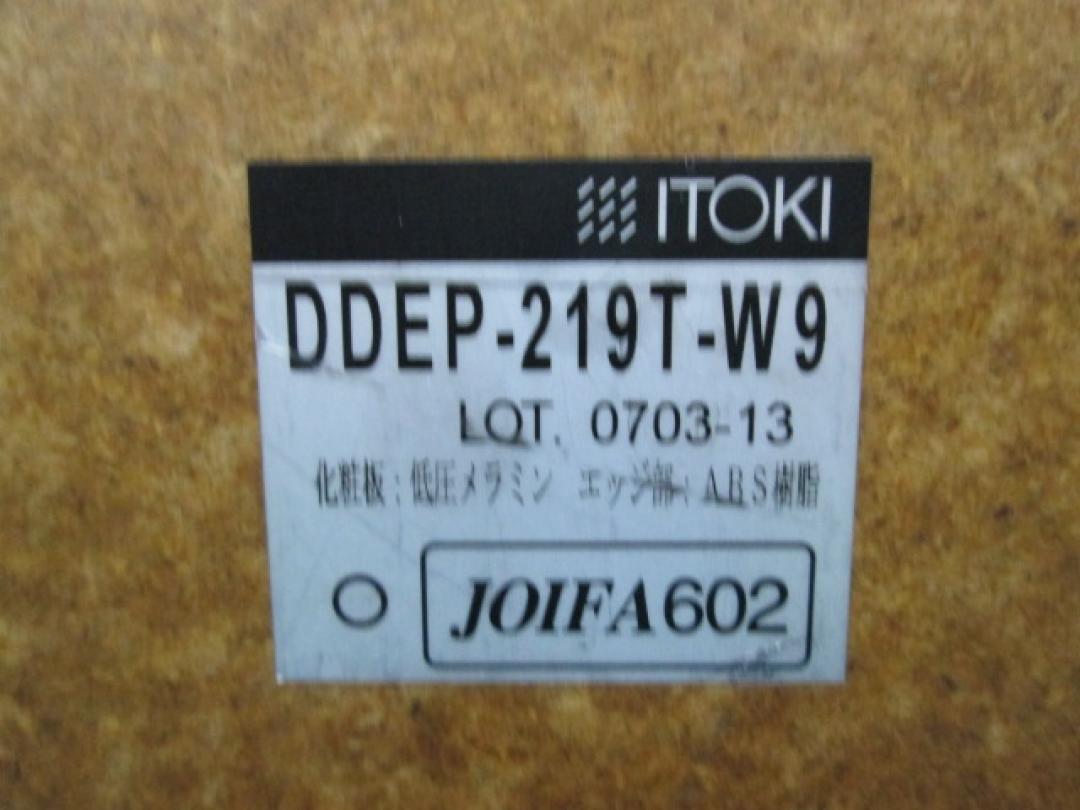 ITOKI
DDEP-219T-W9
LOT. 0703-13
化粧板：低圧メラミン　エッジ部：ABS樹脂
○ JOIFA602